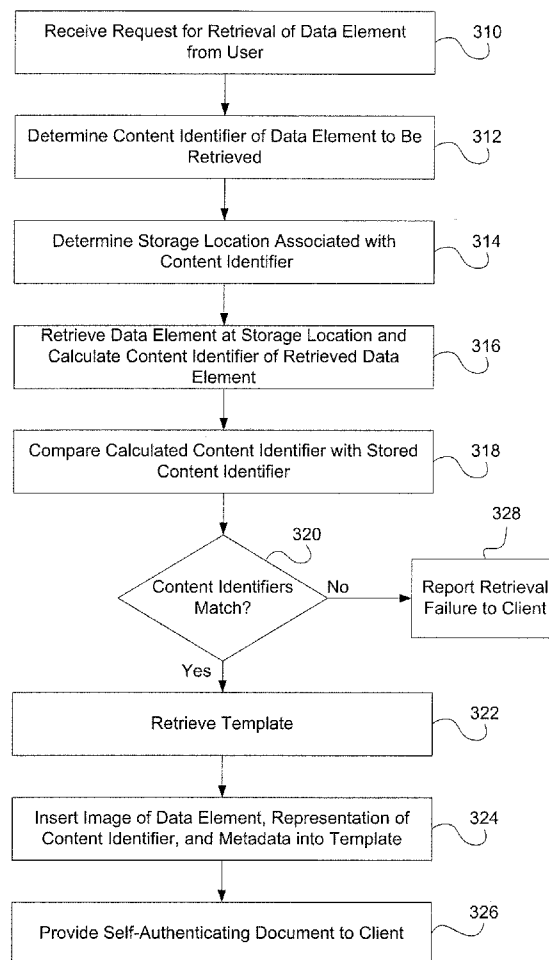 Receive Request for Retrieval of Data Element
from User
310
Determine Content Identifier of Data Element to Be
Retrieved
312
Determine Storage Location Associated with
Content Identifier
314
Retrieve Data Element at Storage Location and
Calculate Content Identifier of Retrieved Data
Element
316
Compare Calculated Content Identifier with Stored
Content Identifier
318
320
Content Identifiers
Match?
No
328
Report Retrieval
Failure to Client
Yes
Retrieve Template
322
Insert Image of Data Element, Representation of
Content Identifier, and Metadata into Template
324
Provide Self-Authenticating Document to Client
326